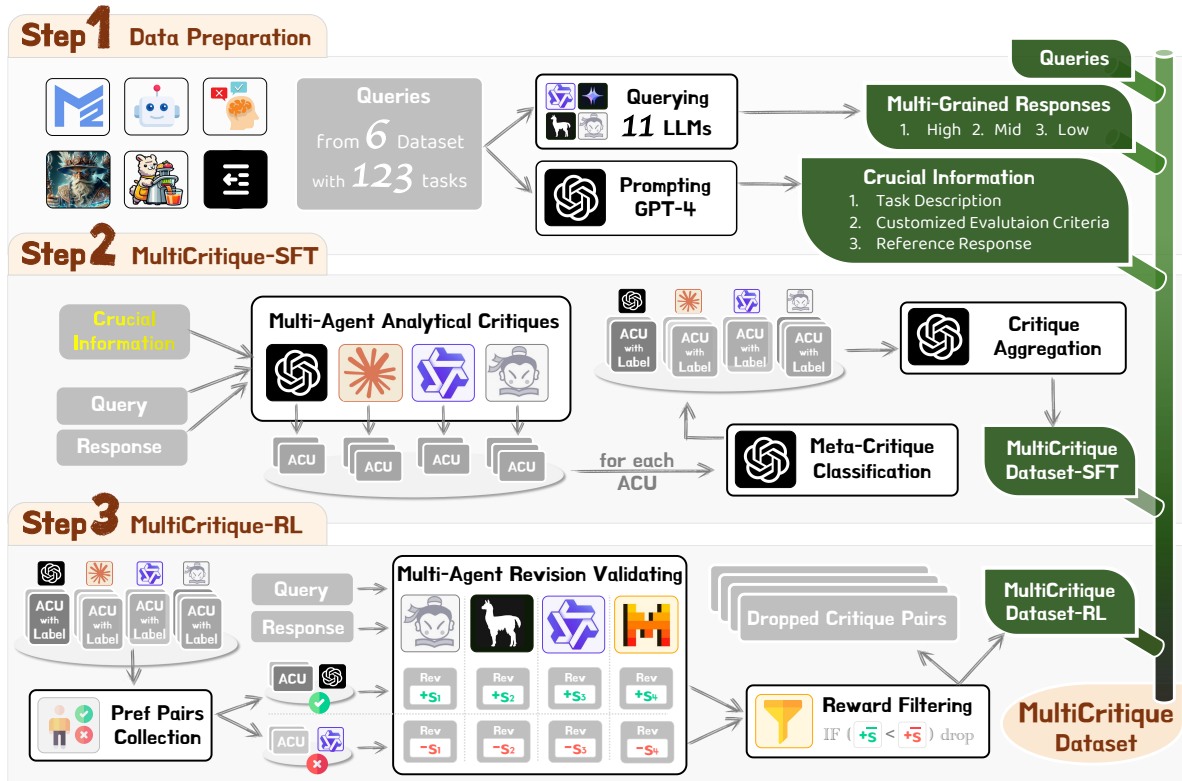 Step 1 Data Preparation
Queries
from 6 Dataset
with 123 tasks
Querying
11 LLMs
Prompting
GPT-4
Queries
Multi-Grained Responses
1. High 2. Mid 3. Low
Crucial Information
1. Task Description
2. Customized Evalutaion Criteria
3. Reference Response
Step 2 MultiCritique-SFT
Crucial
Information
Query
Response
Multi-Agent Analytical Critiques
ACU
ACU
ACU
ACU
for each
ACU
Meta-Critique
Classification
ACU
with
Label
ACU
with
Label
ACU
with
Label
ACU
with
Label
Critique
Aggregation
MultiCritique
Dataset-SFT
Step 3 MultiCritique-RL
ACU
with
Label
ACU
with
Label
ACU
with
Label
ACU
with
Label
Pref Pairs
Collection
Query
Response
ACU
ACU
Multi-Agent Revision Validating
Rev
+S1
Rev
+S2
Rev
+S3
Rev
+S4
Rev
-S1
Rev
-S2
Rev
-S3
Rev
-S4
Dropped Critique Pairs
Reward Filtering
IF ( +s̅ < +s̅ ) drop
MultiCritique
Dataset-RL
MultiCritique
Dataset